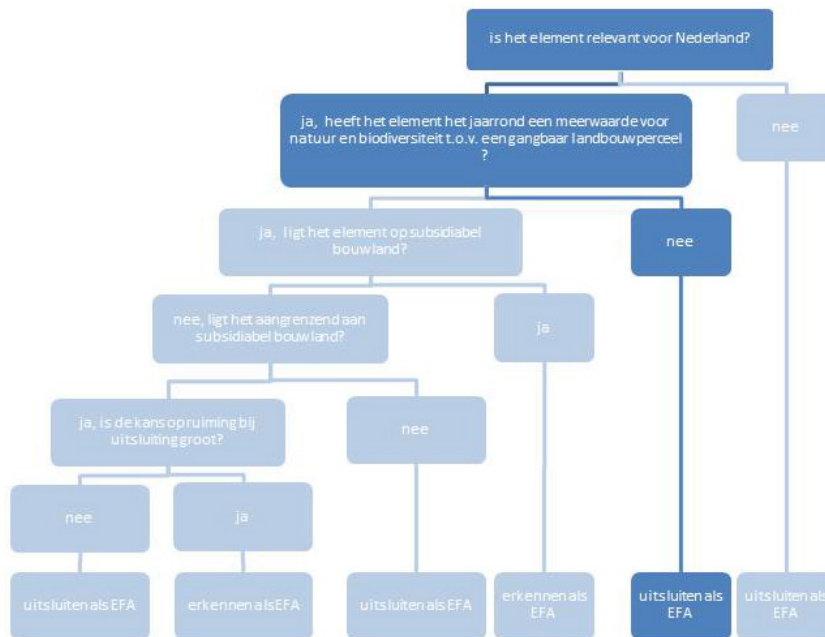 is het element relevant voor Nederland?
ja, heeft het element het jaarrond een meerwaarde voor
natuur en biodiversiteit t.o.v. een gangbaar landbouwperceel
?
nee
ja, ligt het element op subsidiabel
bouwland?
nee
nee, ligt het aangrenzend aan
subsidiabel bouwland?
ja
ja, is de kans op ruiming bij
uitsluiting groot?
nee
nee
ja
uitsluiten als EFA
erkennen als EFA
uitsluiten als EFA
erkennen als
EFA
uitsluiten als
EFA
uitsluiten als
EFA